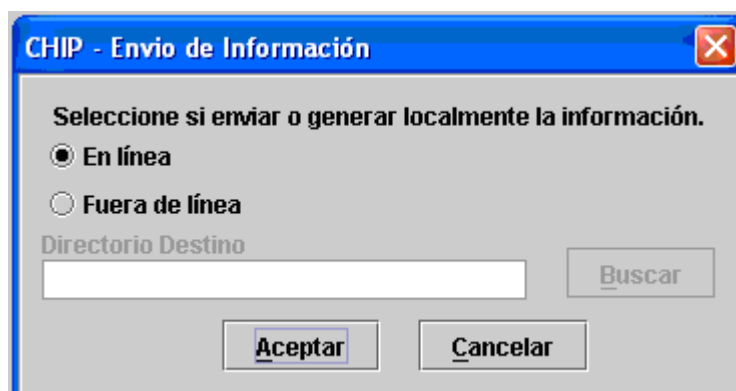 CHIP - Envio de Información
Seleccione si enviar o generar localmente la información.
En línea
Fuera de línea
Directorio Destino
Buscar
Aceptar
Cancelar